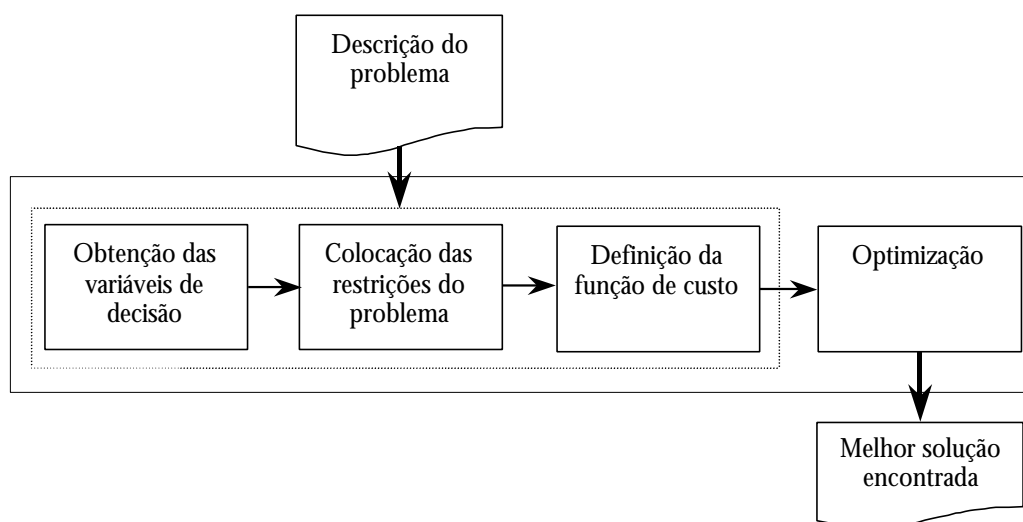 Descrição do
problema
Obtenção das
variáveis de
decisão
Colocação das
restrições do
problema
Definição da
função de custo
Optimização
Melhor solução
encontrada